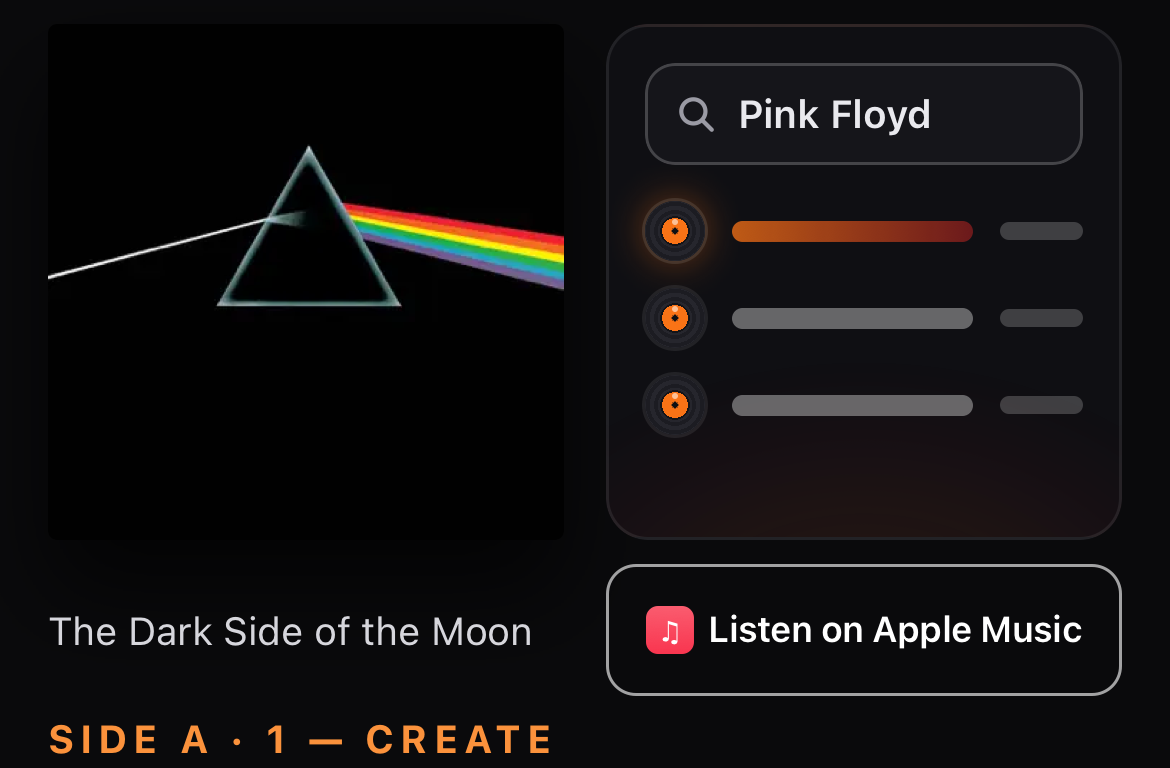 Pink Floyd
The Dark Side of the Moon
Listen on Apple Music
SIDE A · 1 — CREATE